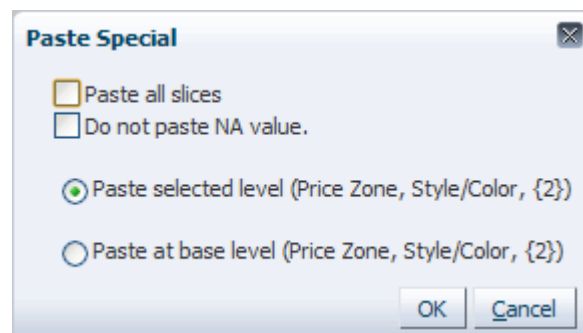 Paste Special
Paste all slices
Do not paste NA value.
Paste selected level (Price Zone, Style/Color, {2})
Paste at base level (Price Zone, Style/Color, {2})
OK Cancel